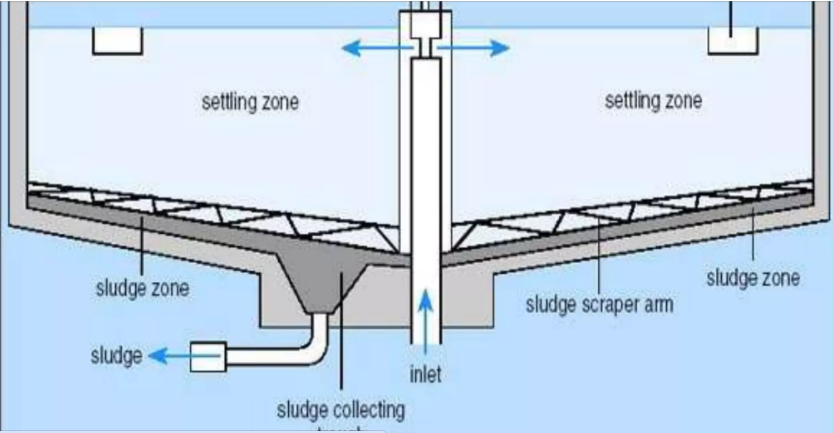 settling zone
settling zone
sludge zone
sludge zone
sludge scraper arm
sludge
inlet
sludge collecting